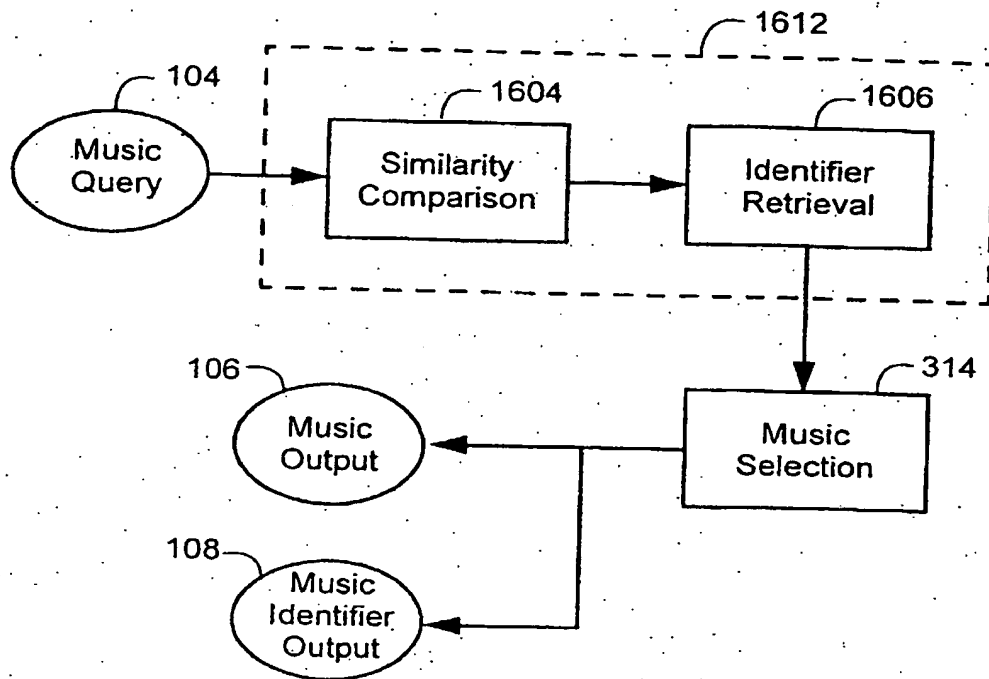 1612
104
1604
1606
Music
Query
Similarity
Comparison
Identifier
Retrieval
106
314
Music
Output
Music
Selection
108
Music
Identifier
Output